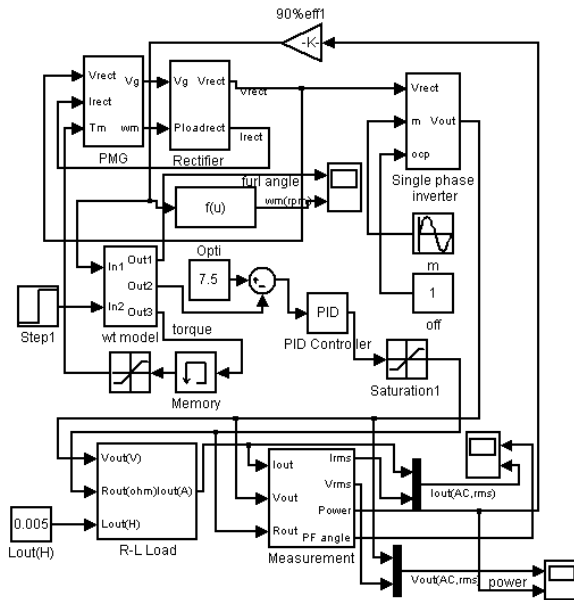 90%eff1
-K-
Vrect
Irect
Tm
Vg
wm
PMG
Vg
Vrect
Ploadrect
Rectifier
Vrect
Irect
Vrect
m
ocp
Vout
Single phase
inverter
furl angle
f(u)
wm(rpm)
m
Opti
7.5
1
off
In1
In2
Out1
Out2
Out3
wt model
Step1
torque
PID
PID Controller
Saturation1
Memory
Vout(V)
Rout(ohm)
Iout(A)
Lout(H)
R-L Load
0.005
Lout(H)
Iout
Vout
Rout
Irms
Vrms
Power
PF angle
Measurement
Iout(AC,rms)
Vout(AC,rms)
power